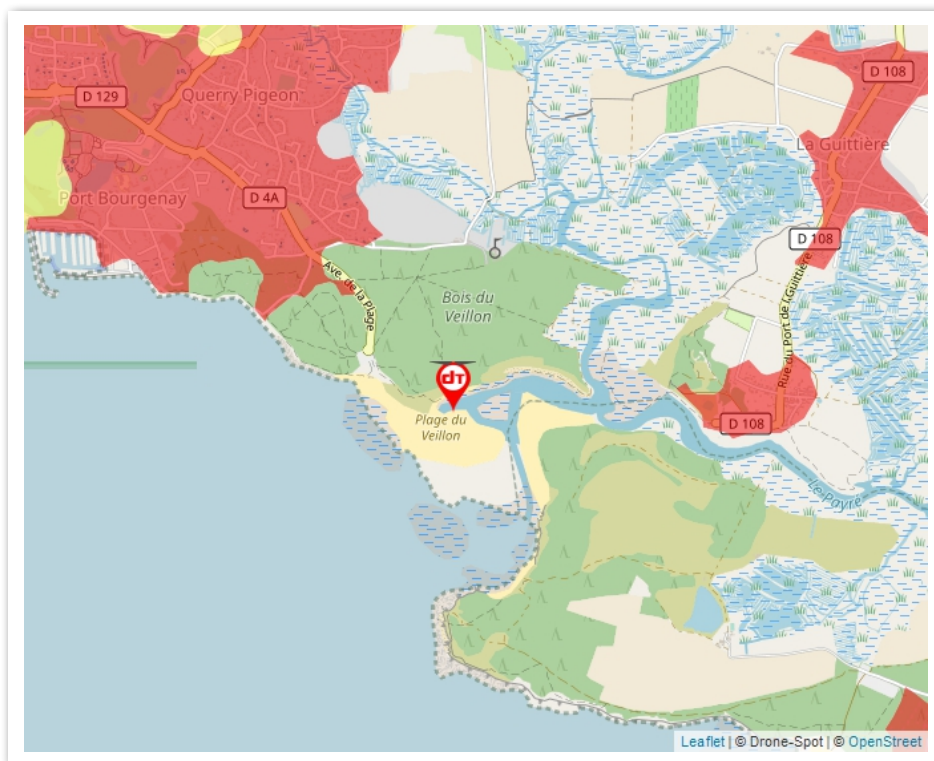 D 108
D 129
Querry Pigeon
La Guittière
Port Bourgenay
D 4A
D 108
Ave. de la Plage
Bois du
Veillon
Rue du Port de l Guittière
dT
Plage du
Veillon
D 108
Le Payré
Leaflet | © Drone-Spot | © OpenStreet